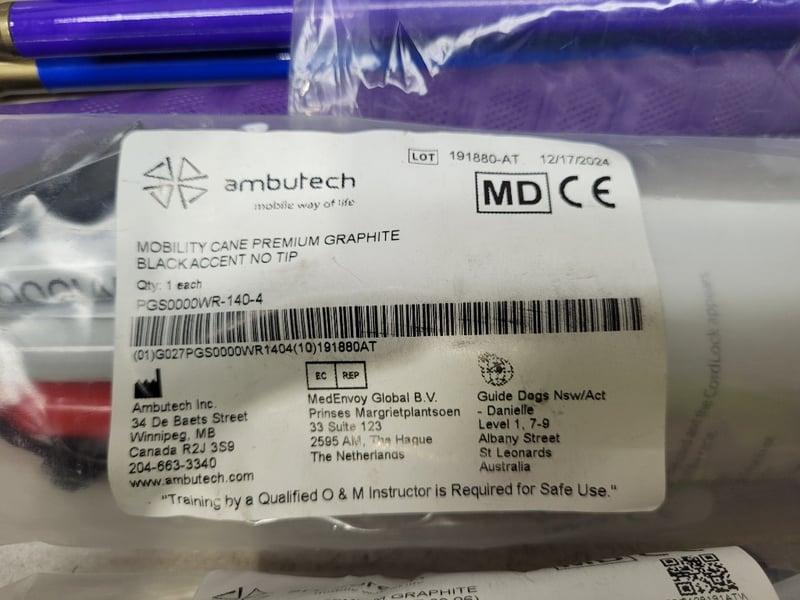 LOT 191880-AT 12/17/2024
ambutech
mobile way of life
MD CE
MOBILITY CANE PREMIUM GRAPHITE
BLACK ACCENT NO TIP
Qty: 1 each
PGS0000WR-140-4
(01)G027PGS0000WR1404(10)191880AT
Ambutech Inc.
34 De Baets Street
Winnipeg, MB
Canada R2J 3S9
204-663-3340
www.ambutech.com
EC REP
MedEnvoy Global B.V.
Prinses Margrietplantsoen
33 Suite 123
2595 AM, The Hague
The Netherlands
Guide Dogs Nsw/Act
- Danielle
Level 1, 7-9
Albany Street
St Leonards
Australia
"Training by a Qualified O & M Instructor is Required for Safe Use."
the CordLock appears
GRAPHITE